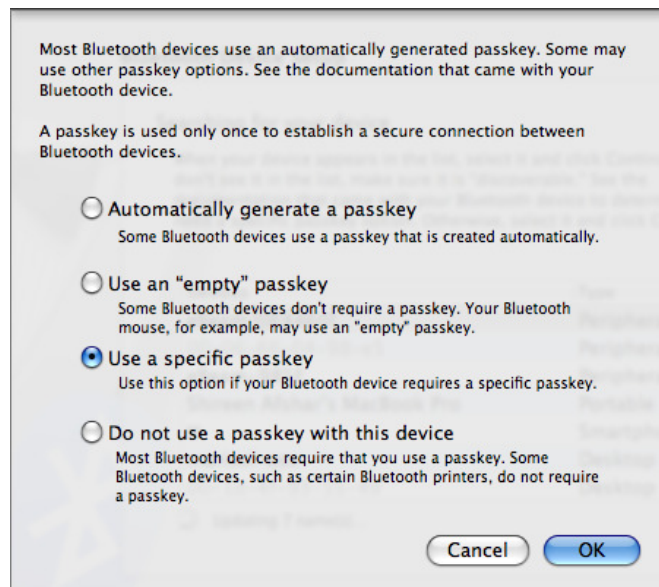 Most Bluetooth devices use an automatically generated passkey. Some may
use other passkey options. See the documentation that came with your
Bluetooth device.
A passkey is used only once to establish a secure connection between
Bluetooth devices.
Automatically generate a passkey
Some Bluetooth devices use a passkey that is created automatically.
Use an "empty" passkey
Some Bluetooth devices don't require a passkey. Your Bluetooth
mouse, for example, may use an "empty" passkey.
Use a specific passkey
Use this option if your Bluetooth device requires a specific passkey.
Do not use a passkey with this device
Most Bluetooth devices require that you use a passkey. Some
Bluetooth devices, such as certain Bluetooth printers, do not require
a passkey.
Cancel OK